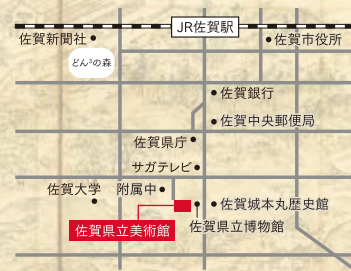 JR佐賀駅
佐賀新聞社
佐賀市役所
どん³の森
佐賀銀行
佐賀中央郵便局
佐賀県庁
サガテレビ
佐賀大学
附属中
佐賀城本丸歴史館
佐賀県立美術館
佐賀県立博物館